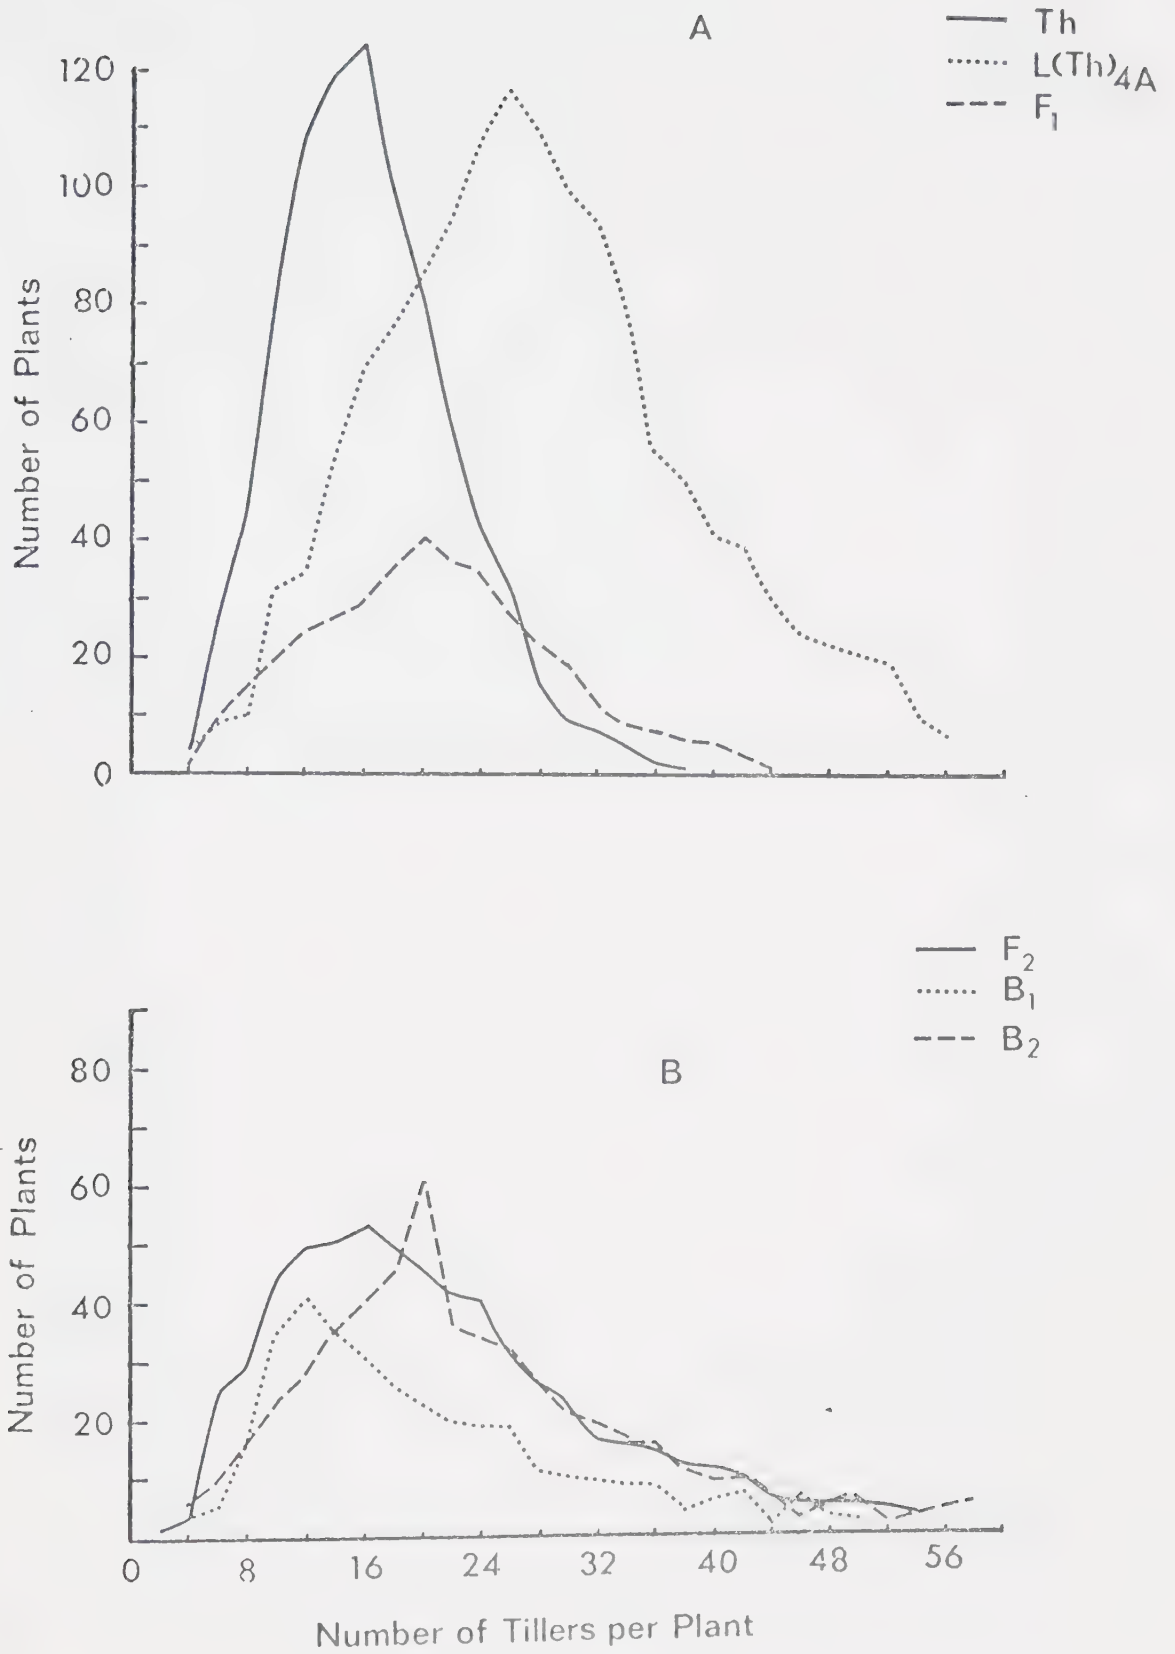 A
Th
L(Th)4A
F1
120
100
80
60
40
20
0
Number of Plants
F2
B1
B2
B
80
60
40
20
Number of Plants
0 8 16 24 32 40 48 56
Number of Tillers per Plant